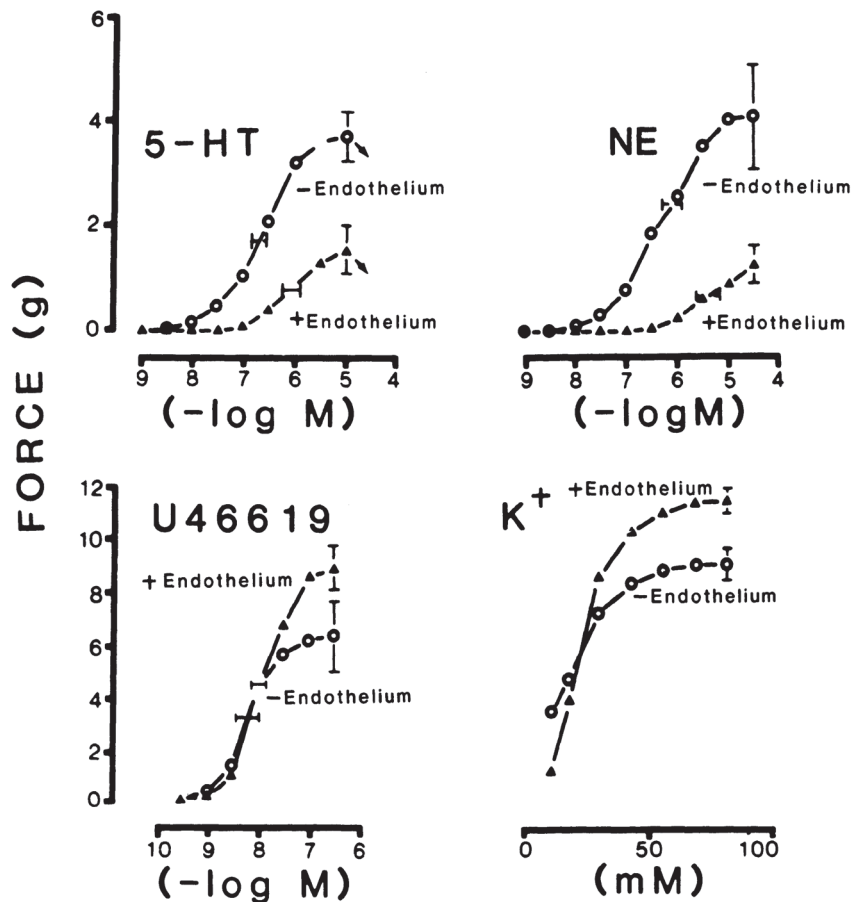 FORCE (g)
6
4
2
0
5-HT
-Endothelium
+Endothelium
9 8 7 6 5 4
(-log M)
NE
-Endothelium
+Endothelium
9 8 7 6 5 4
(-logM)
12
10
8
6
4
2
0
U46619
+ Endothelium
-Endothelium
10 9 8 7 6
(-log M)
K+
+Endothelium
-Endothelium
0 50 100
(mM)